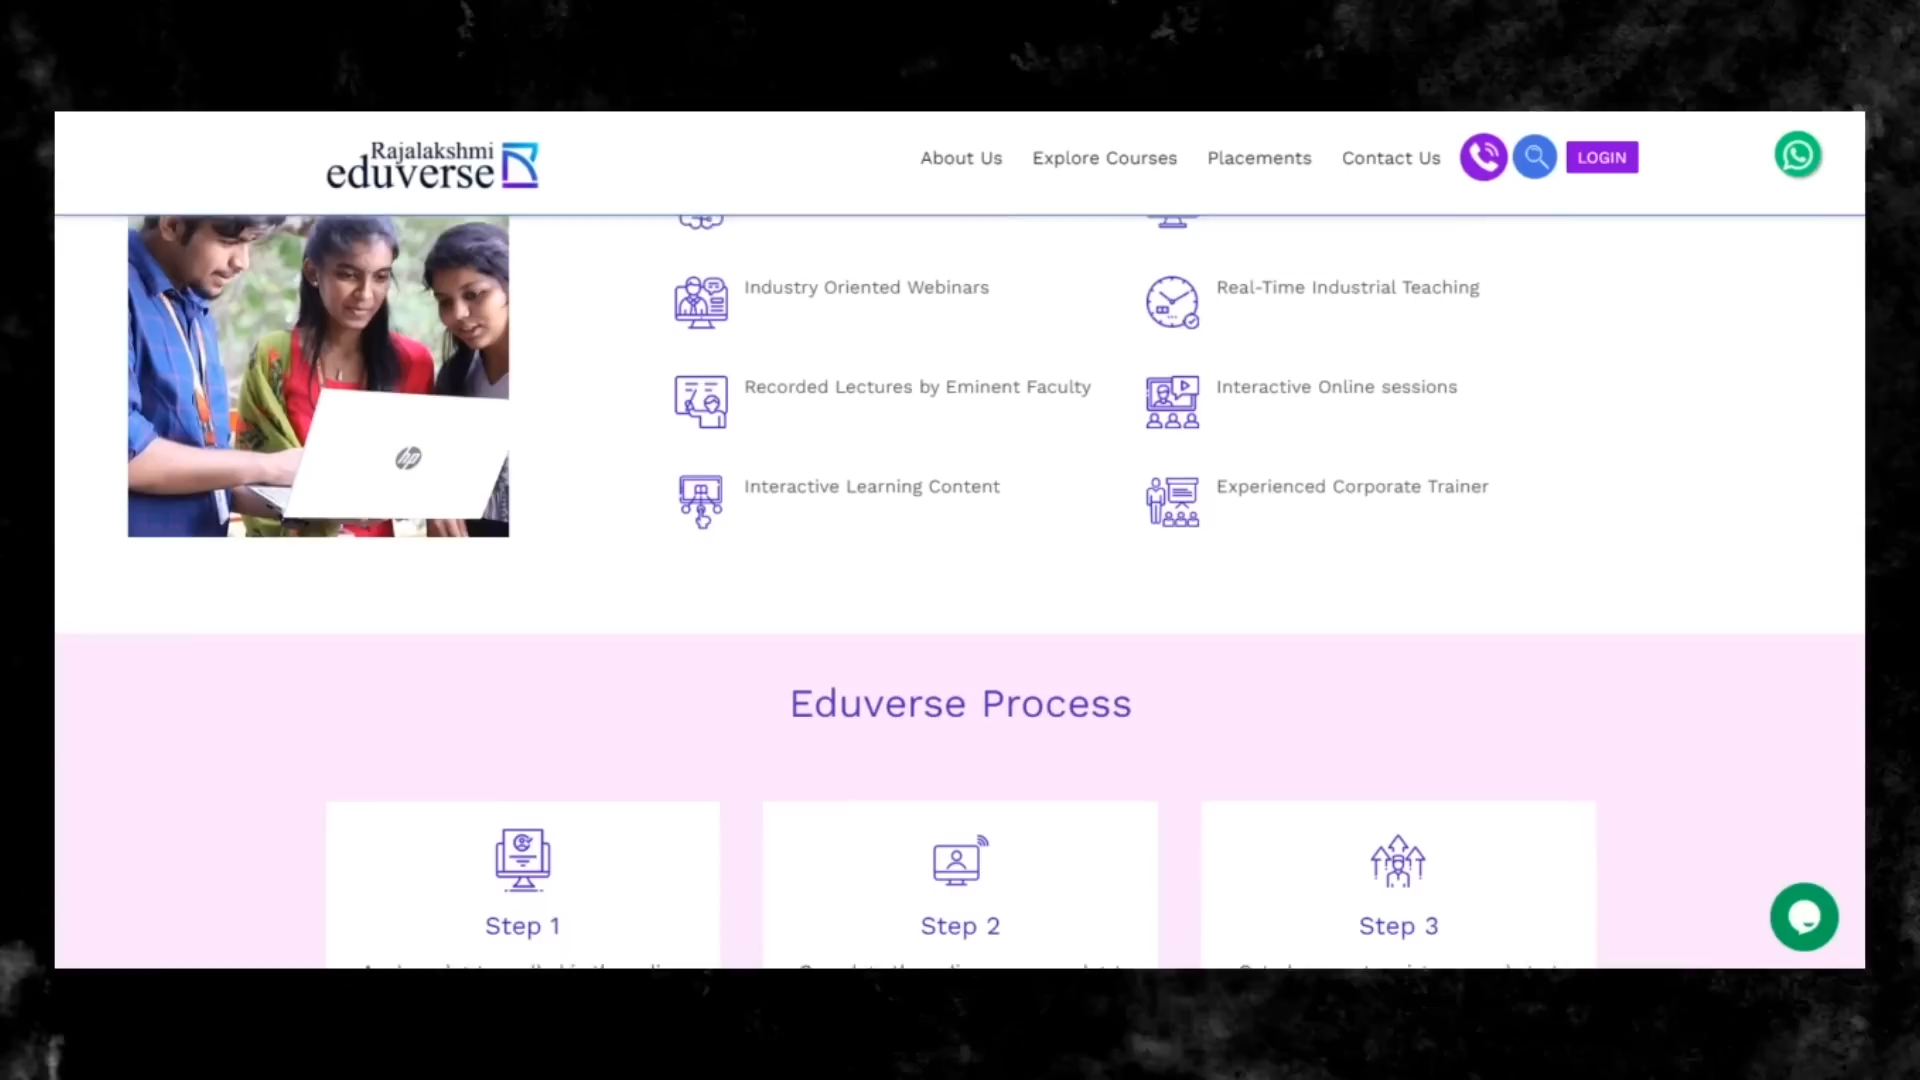 Rajalakshmi
eduverse
About Us
Explore Courses
Placements
Contact Us
LOGIN
hp
Industry Oriented Webinars
Real-Time Industrial Teaching
Recorded Lectures by Eminent Faculty
Interactive Online sessions
Interactive Learning Content
Experienced Corporate Trainer
Eduverse Process
Step 1
Step 2
Step 3